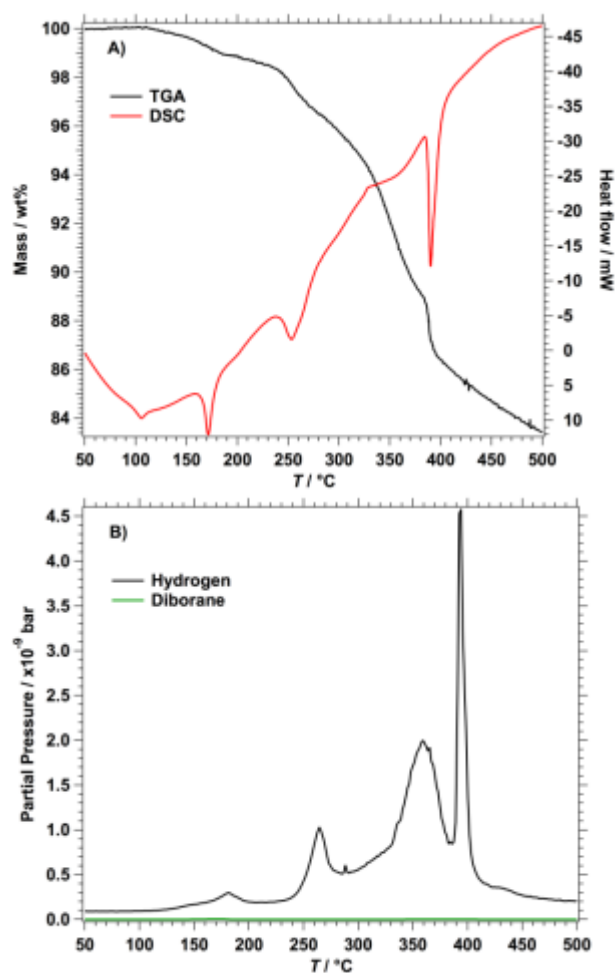 A)
TGA
DSC
Mass / wt%
100
98
96
94
92
90
88
86
84
Heat flow / mW
-45
-40
-35
-30
-25
-20
-15
-10
-5
0
5
10
50 100 150 200 250 300 350 400 450 500
T / °C
B)
Hydrogen
Diborane
Partial Pressure / x10⁻⁹ bar
4.5
4.0
3.5
3.0
2.5
2.0
1.5
1.0
0.5
0.0
50 100 150 200 250 300 350 400 450 500
T / °C